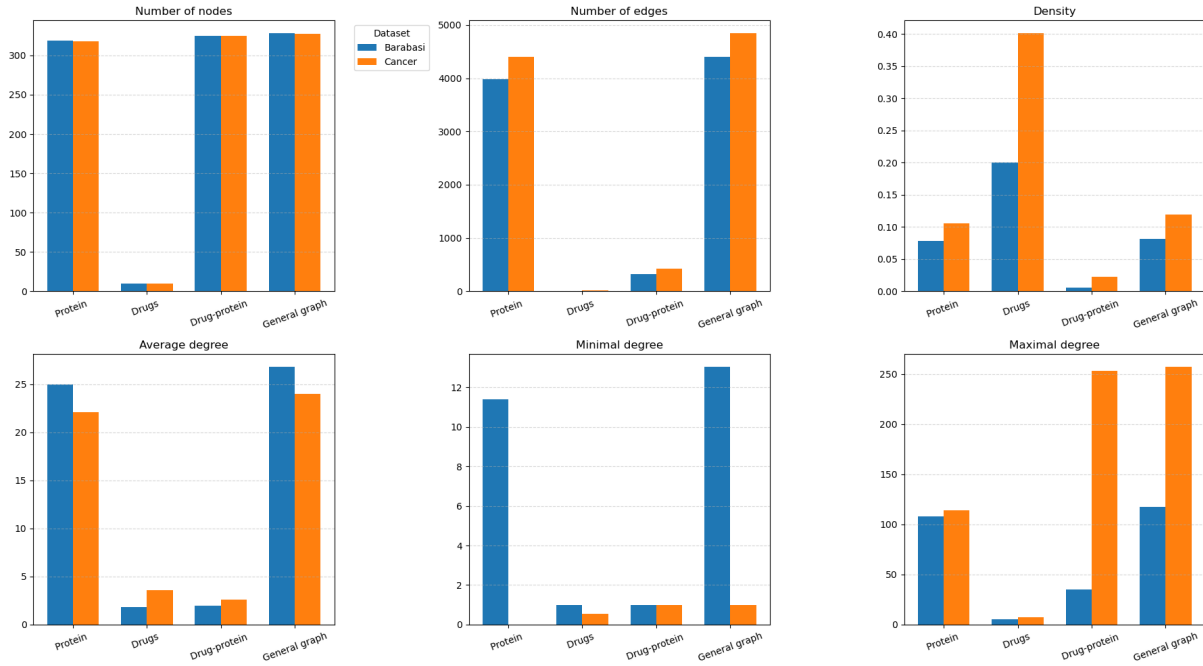 Number of nodes
300
250
200
150
100
50
0
Protein
Drugs
Drug-protein
General graph
Dataset
Barabasi
Cancer
Number of edges
5000
4000
3000
2000
1000
0
Protein
Drugs
Drug-protein
General graph
Density
0.40
0.35
0.30
0.25
0.20
0.15
0.10
0.05
0.00
Protein
Drugs
Drug-protein
General graph
Average degree
25
20
15
10
5
0
Protein
Drugs
Drug-protein
General graph
Minimal degree
12
10
8
6
4
2
0
Protein
Drugs
Drug-protein
General graph
Maximal degree
250
200
150
100
50
0
Protein
Drugs
Drug-protein
General graph